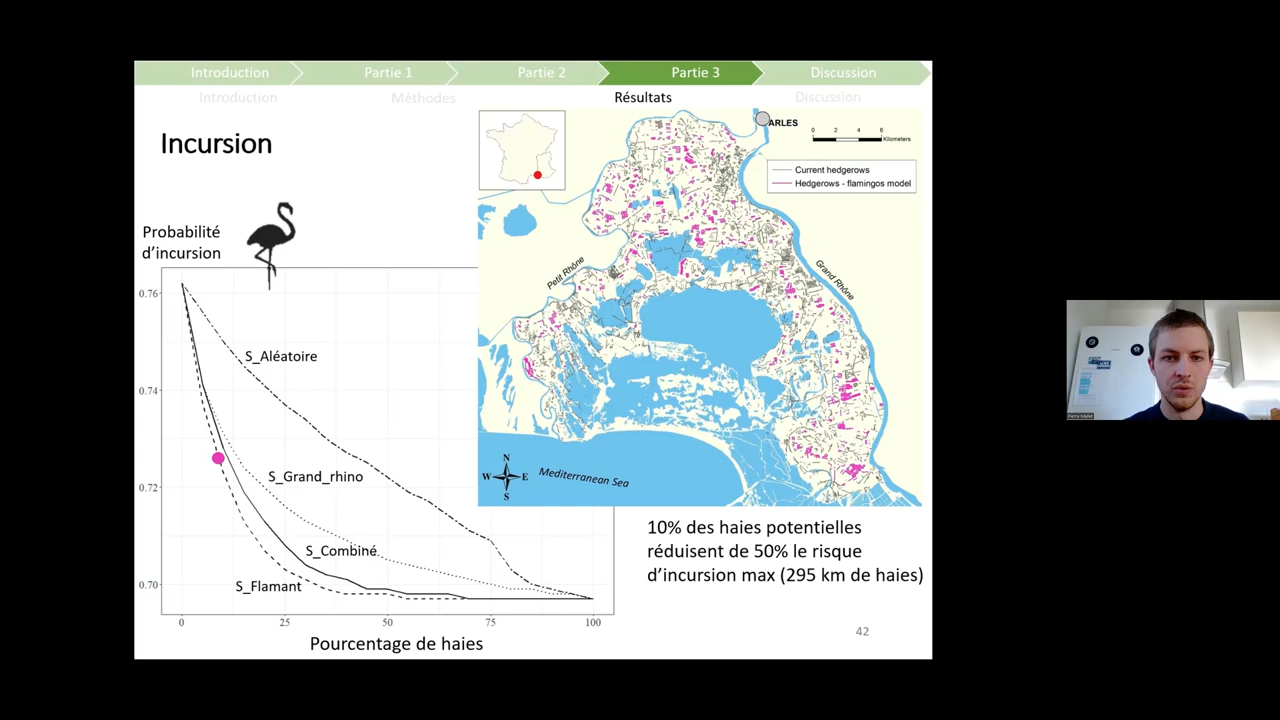 Introduction
Partie 1
Partie 2
Partie 3
Discussion
Introduction
Méthodes
Résultats
Discussion
Incursion
ARLES
0 2 4 6
Kilometers
Current hedgerows
Hedgerows - flamingos model
Petit Rhône
Grand Rhône
N
W E
S
Mediterranean Sea
Probabilité
d'incursion
0.76
0.74
0.72
0.70
S_Aléatoire
S_Grand_rhino
S_Combiné
S_Flamant
0 25 50 75 100
Pourcentage de haies
10% des haies potentielles
réduisent de 50% le risque
d'incursion max (295 km de haies)
42
Pierre Mallet